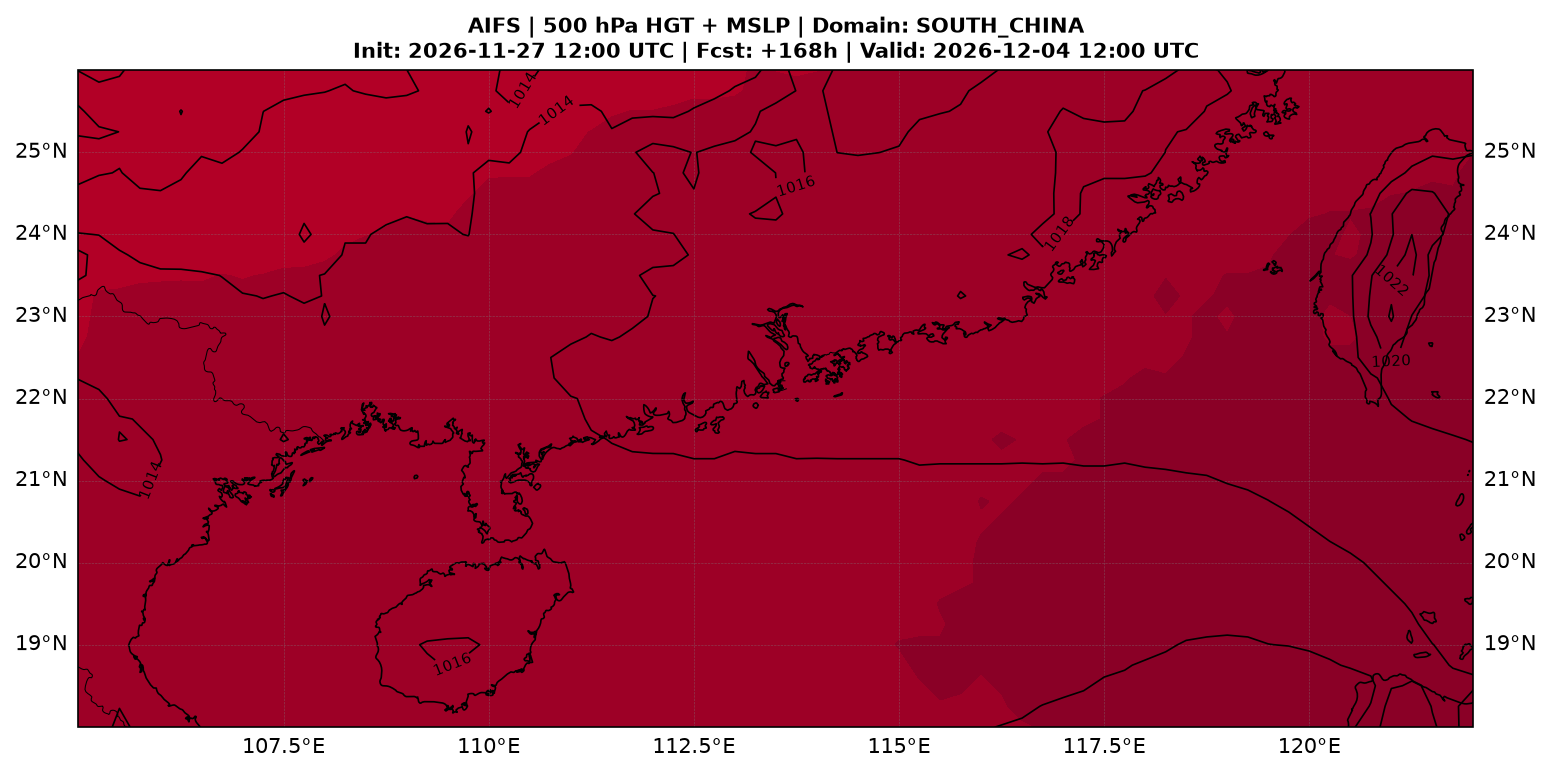 AIFS | 500 hPa HGT + MSLP | Domain: SOUTH_CHINA
Init: 2026-11-27 12:00 UTC | Fcst: +168h | Valid: 2026-12-04 12:00 UTC
1014
1014
25°N
25°N
1016
24°N
24°N
1018
1022
23°N
23°N
1020
22°N
22°N
1014
21°N
21°N
20°N
20°N
19°N
19°N
1016
107.5°E
110°E
112.5°E
115°E
117.5°E
120°E